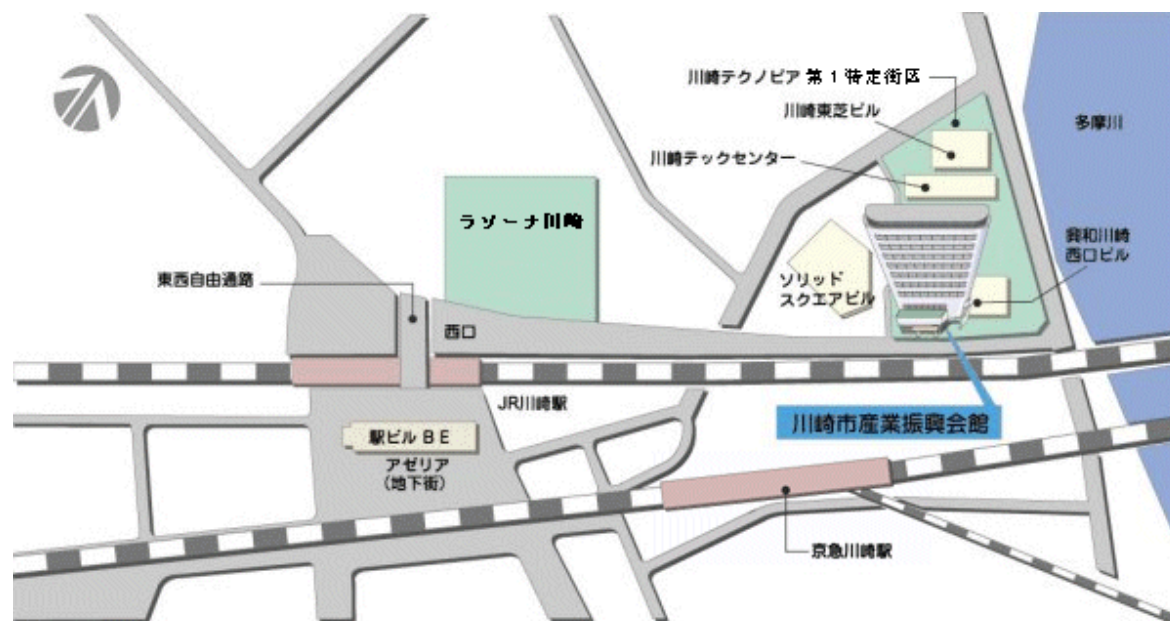 川崎テクノピア 第1特定街区
川崎東芝ビル
多摩川
川崎テックセンター
ラゾーナ川崎
興和川崎
西口ビル
東西自由通路
ソリッド
スクエアビル
西口
JR川崎駅
川崎市産業振興会館
駅ビルBE
アゼリア
(地下街)
京急川崎駅